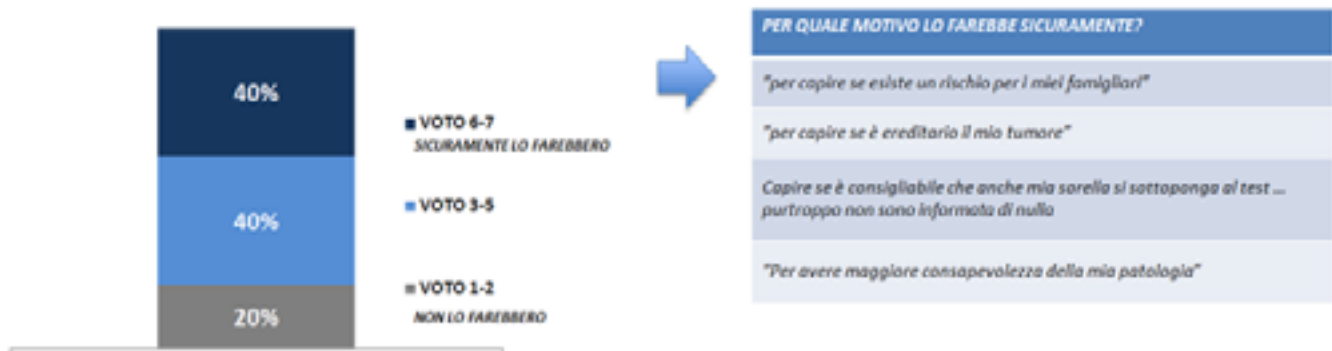 40%
40%
20%
VOTO 6-7
SICURAMENTE LO FAREBBERO
VOTO 3-5
VOTO 1-2
NON LO FAREBBERO
PER QUALE MOTIVO LO FAREBBE SICURAMENTE?
"per capire se esiste un rischio per i miei famigliari"
"per capire se è ereditario il mio tumore"
Capire se è consigliabile che anche mia sorella si sottoponga al test ...
purtroppo non sono informata di nulla
"Per avere maggiore consapevolezza della mia patologia"